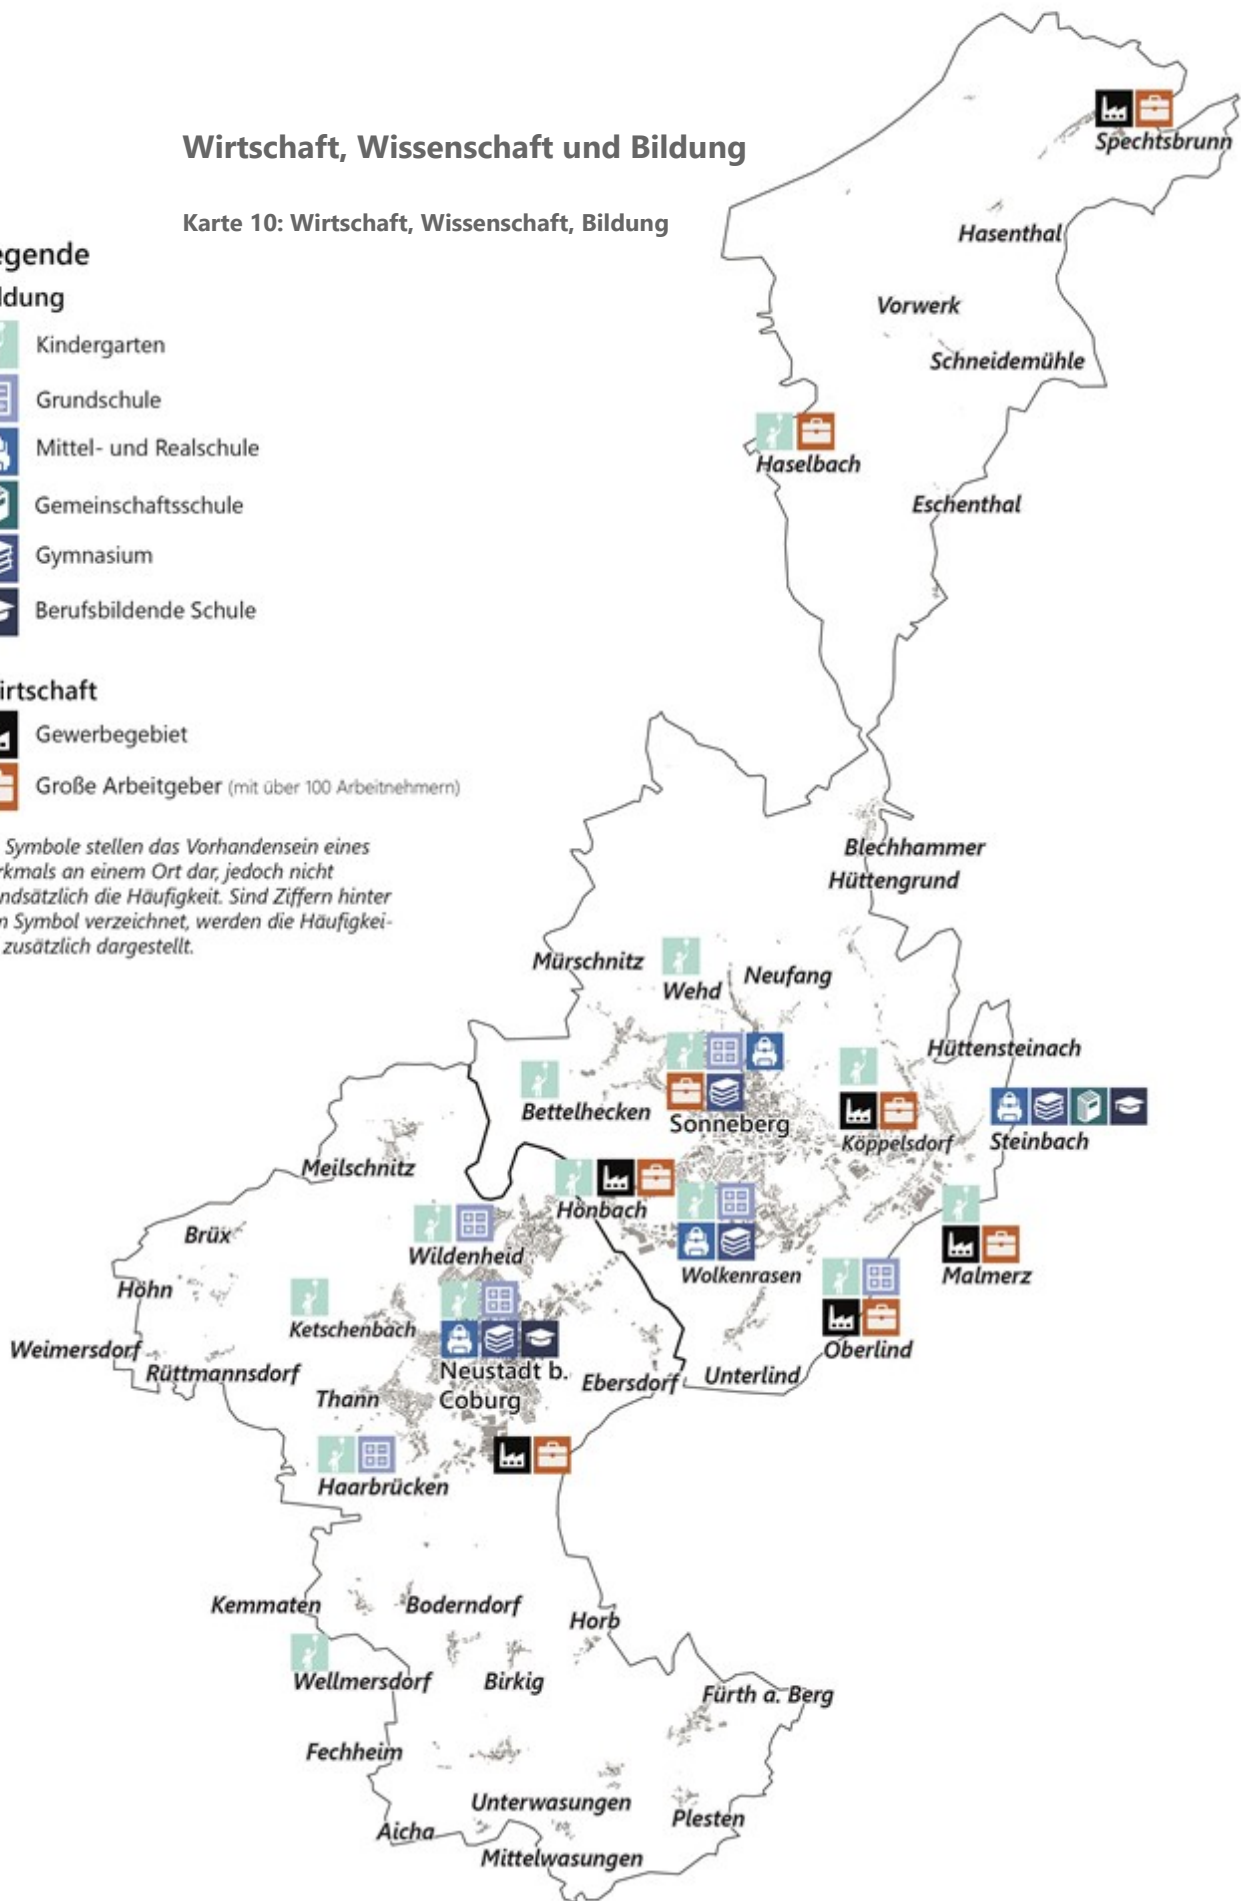 Wirtschaft, Wissenschaft und Bildung
Karte 10: Wirtschaft, Wissenschaft, Bildung
egende
ldung
Kindergarten
Grundschule
Mittel- und Realschule
Gemeinschaftsschule
Gymnasium
Berufsbildende Schule
irtschaft
Gewerbegebiet
Große Arbeitgeber (mit über 100 Arbeitnehmern)
Symbole stellen das Vorhandensein eines
rkmals an einem Ort dar, jedoch nicht
ndsätzlich die Häufigkeit. Sind Ziffern hinter
n Symbol verzeichnet, werden die Häufigkei-
zusätzlich dargestellt.
Spechtsbrunn
Hasenthal
Vorwerk
Schneidemühle
Haselbach
Eschenthal
Blechhammer
Hüttengrund
Mürschnitz
Wehd
Neufang
Hüttensteinach
Bettelhecken
Sonneberg
Köppelsdorf
Steinbach
Meilschnitz
Hönbach
Brüx
Wildenheid
Wolkenrasen
Malmerz
Höhn
Ketschenbach
Weimersdorf
Rüttmannsdorf
Oberlind
Neustadt b.
Coburg
Ebersdorf
Unterlind
Thann
Haarbrücken
Kemmaten
Boderndorf
Horb
Wellmersdorf
Birkig
Fürth a. Berg
Fechheim
Unterwasungen
Plesten
Aicha
Mittelwasungen